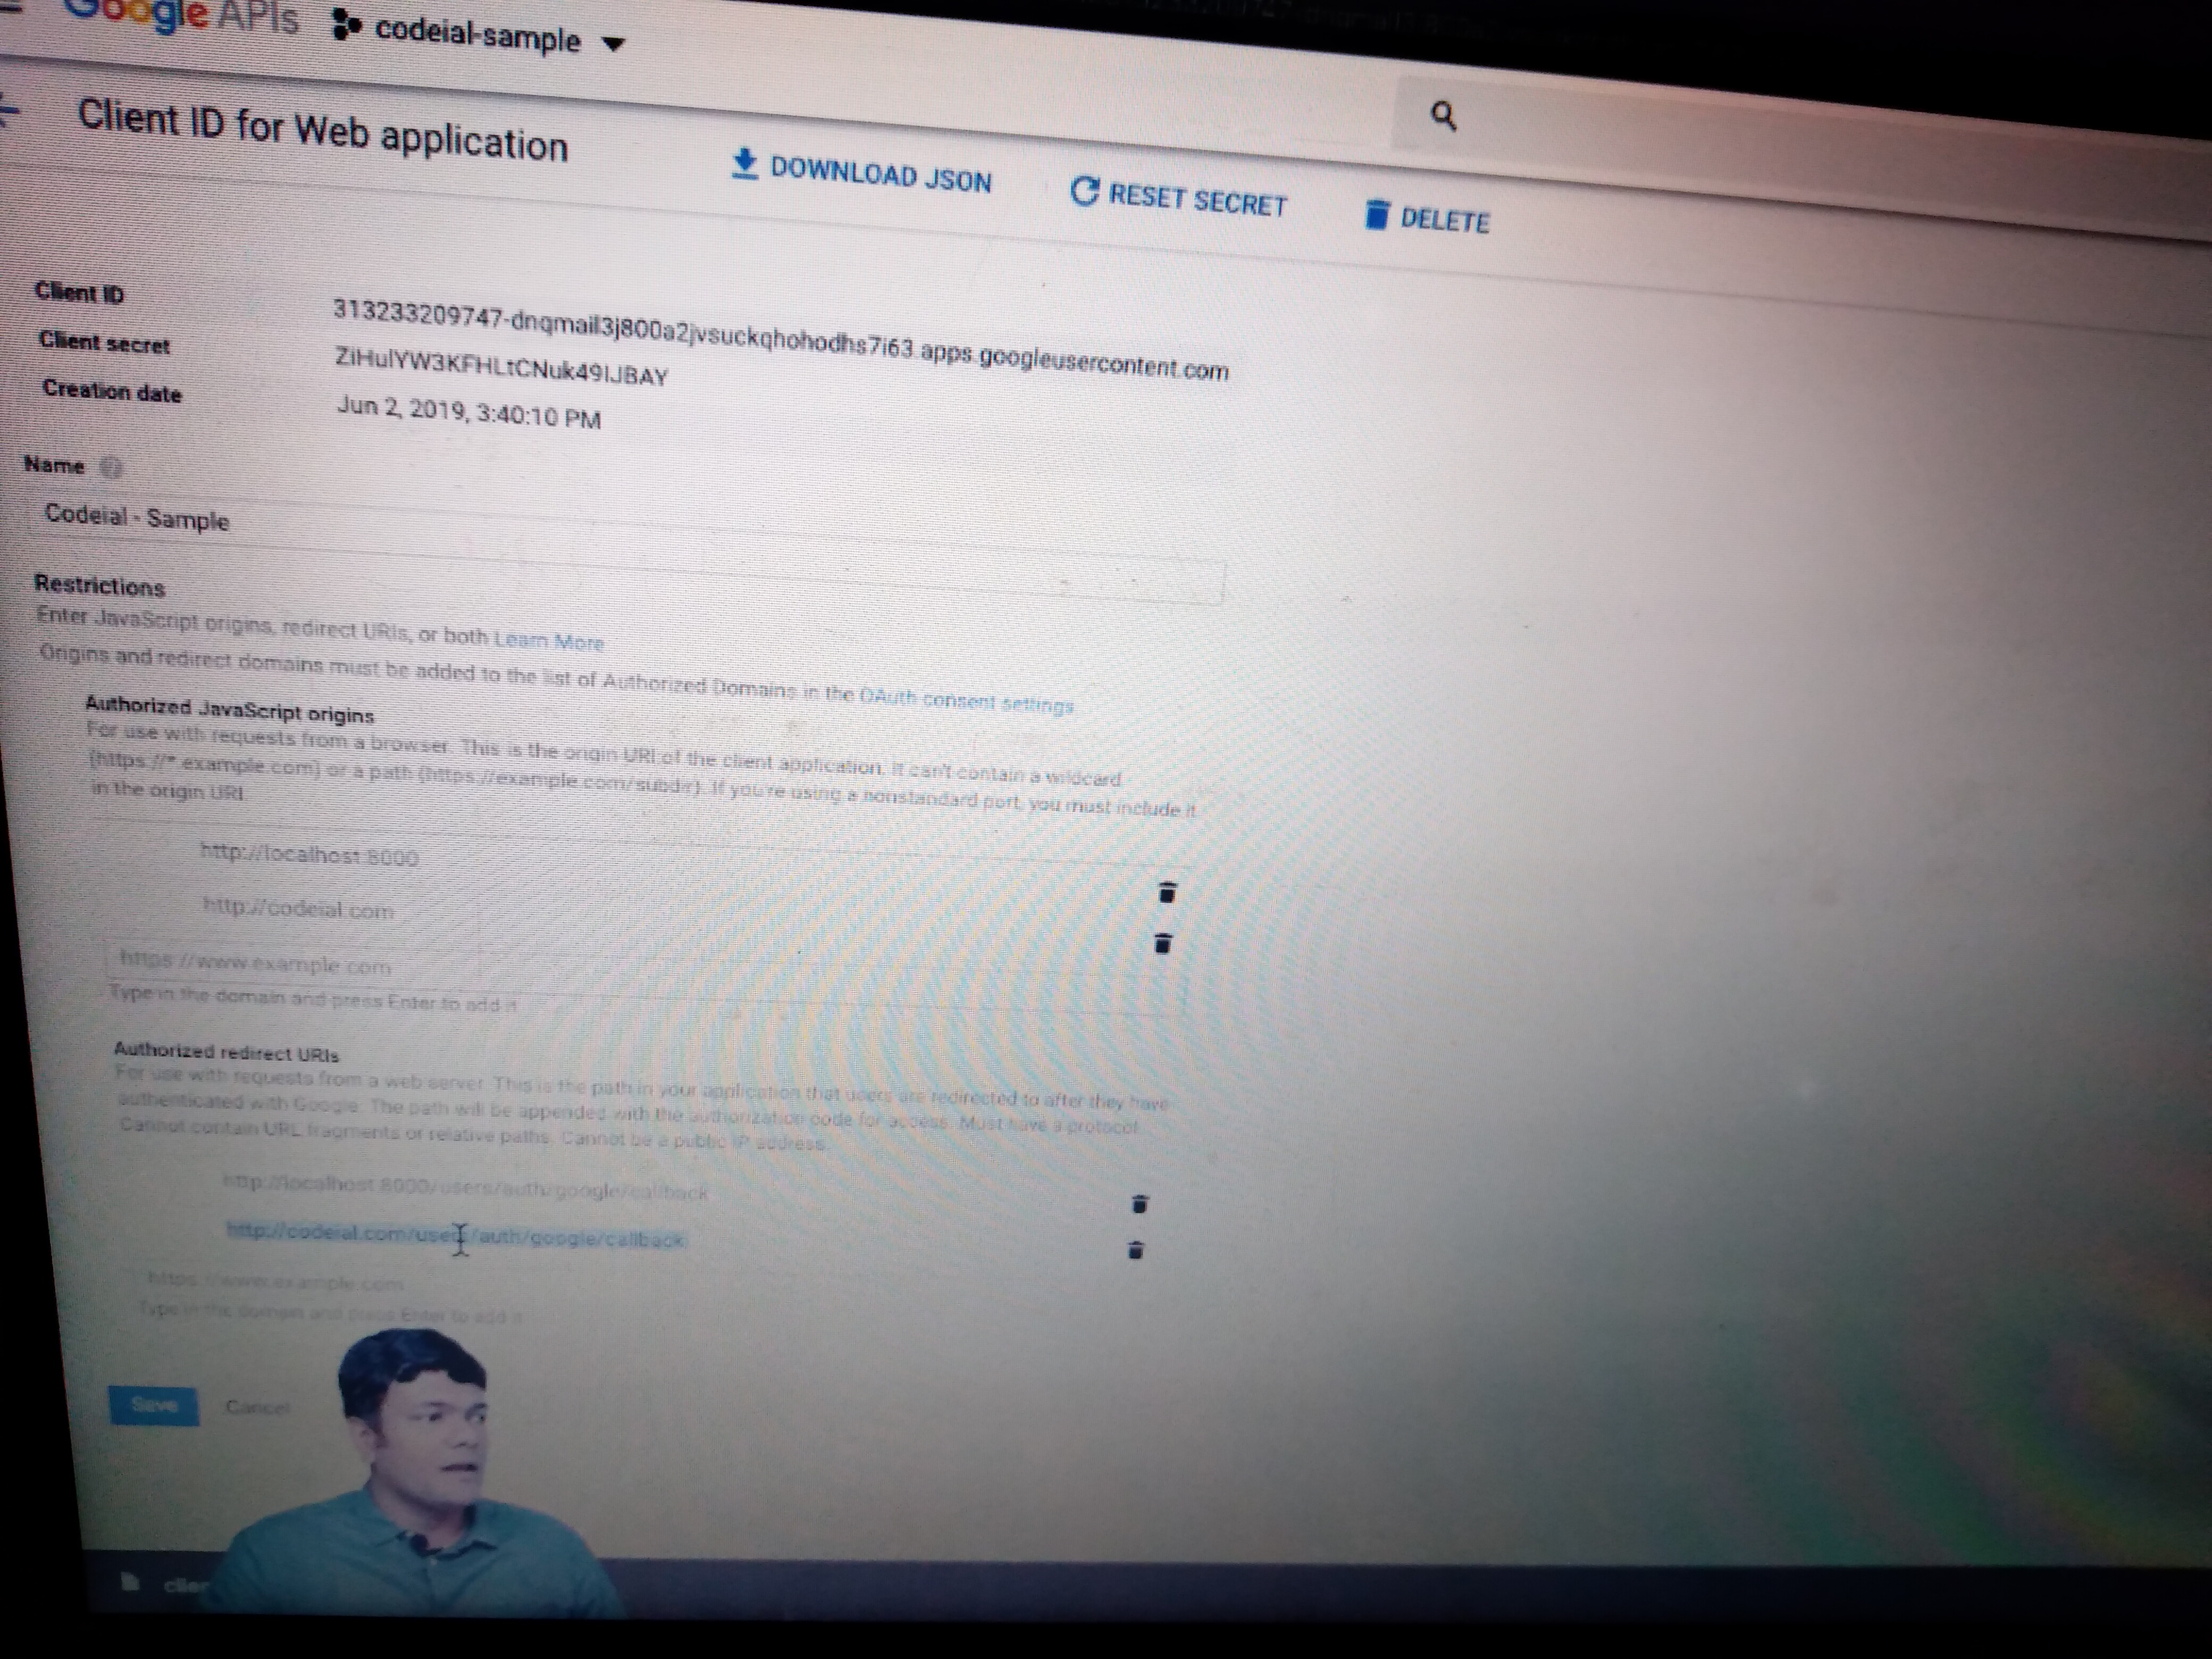 Google APIs codeial-sample
Client ID for Web application
DOWNLOAD JSON RESET SECRET DELETE
Client ID 313233209747-dnqmail3j800a2jvsuckqhohodhs7i63.apps.googleusercontent.com
Client secret ZiHulYW3KFHLtCNuk49IJBAY
Creation date Jun 2, 2019, 3:40:10 PM
Name
Codeial - Sample
Restrictions
Enter JavaScript origins, redirect URIs, or both Learn More
Origins and redirect domains must be added to the list of Authorized Domains in the OAuth consent settings
Authorized JavaScript origins
For use with requests from a browser. This is the origin URI of the client application. It can't contain a wildcard
(https://*.example.com) or a path (https://example.com/subdir). If you're using a nonstandard port, you must include it
in the origin URI.
http://localhost:8000
http://codeial.com
https://www.example.com
Type in the domain and press Enter to add it
Authorized redirect URIs
For use with requests from a web server. This is the path in your application that users are redirected to after they have
authenticated with Google. The path will be appended with the authorization code for access. Must have a protocol.
Cannot contain URL fragments or relative paths. Cannot be a public IP address.
http://localhost:8000/users/auth/google/callback
http://codeial.com/users/auth/google/callback
https://www.example.com
Type in the domain and press Enter to add it
Save Cancel